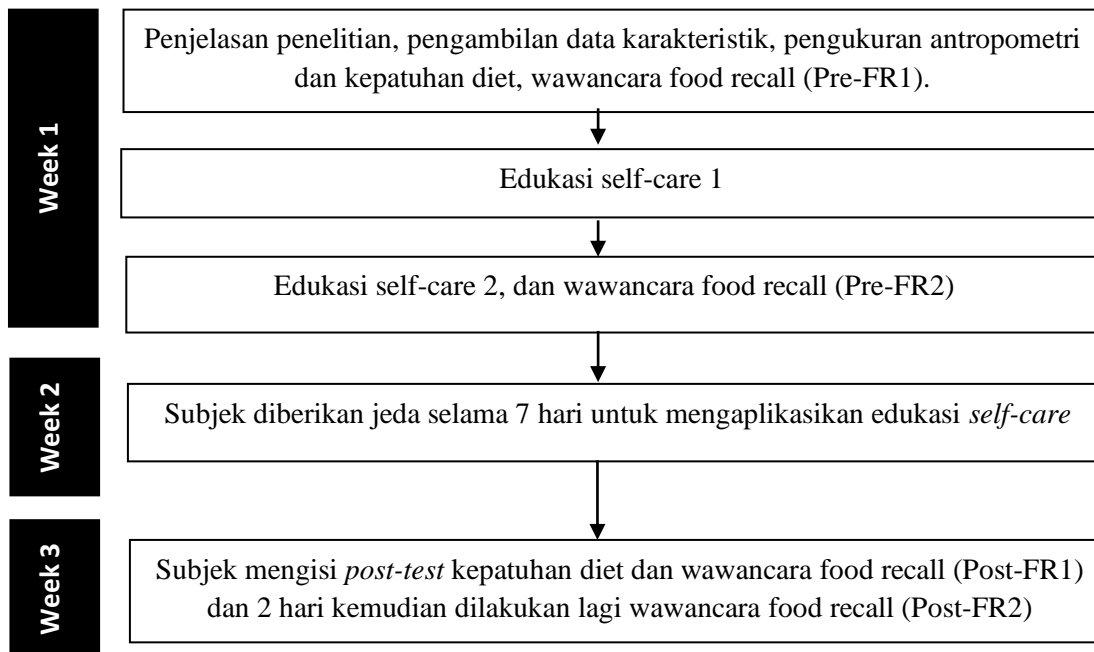 Week 1
Penjelasan penelitian, pengambilan data karakteristik, pengukuran antropometri
dan kepatuhan diet, wawancara food recall (Pre-FR1).
Edukasi self-care 1
Edukasi self-care 2, dan wawancara food recall (Pre-FR2)
Week 2
Subjek diberikan jeda selama 7 hari untuk mengaplikasikan edukasi self-care
Week 3
Subjek mengisi post-test kepatuhan diet dan wawancara food recall (Post-FR1)
dan 2 hari kemudian dilakukan lagi wawancara food recall (Post-FR2)